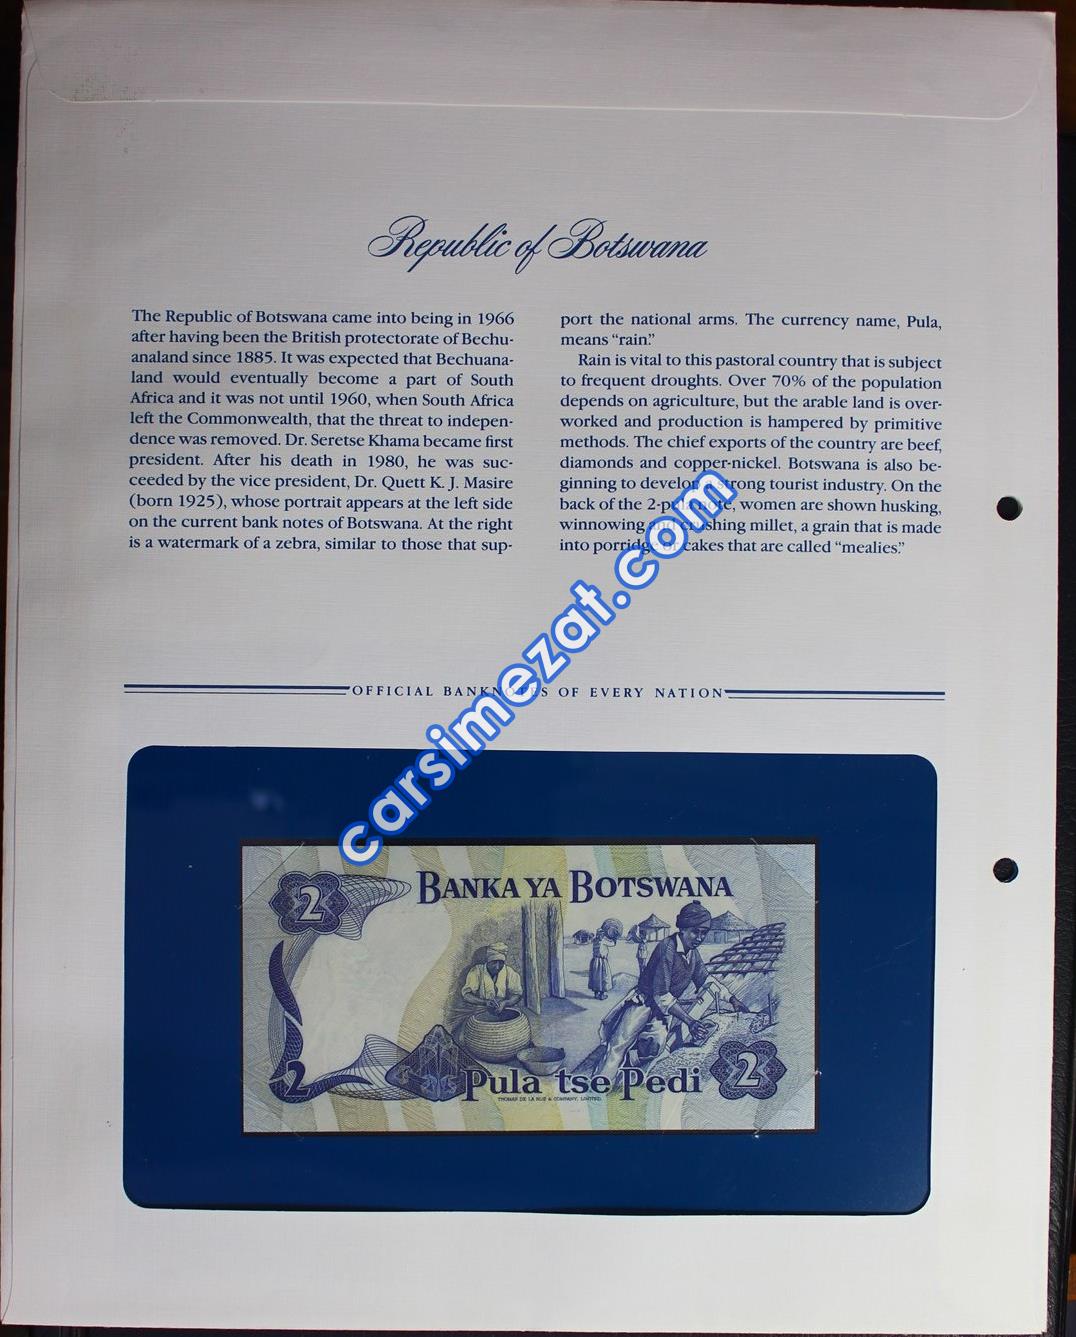 Republic of Botswana
The Republic of Botswana came into being in 1966
after having been the British protectorate of Bechu-
analand since 1885. It was expected that Bechuana-
land would eventually become a part of South
Africa and it was not until 1960, when South Africa
left the Commonwealth, that the threat to indepen-
dence was removed. Dr. Seretse Khama became first
president. After his death in 1980, he was suc-
ceeded by the vice president, Dr. Quett K. J. Masire
(born 1925), whose portrait appears at the left side
on the current bank notes of Botswana. At the right
is a watermark of a zebra, similar to those that sup-
port the national arms. The currency name, Pula,
means “rain.”
Rain is vital to this pastoral country that is subject
to frequent droughts. Over 70% of the population
depends on agriculture, but the arable land is over-
worked and production is hampered by primitive
methods. The chief exports of the country are beef,
diamonds and copper-nickel. Botswana is also be-
ginning to develop a strong tourist industry. On the
back of the 2-pula note, women are shown husking,
winnowing and crushing millet, a grain that is made
into porridge or cakes that are called “mealies.”
carsimezat.com
OFFICIAL BANKNOTES OF EVERY NATION
2
BANKA YA BOTSWANA
2
Pula tse Pedi
2
THOMAS DE LA RUE & COMPANY, LIMITED